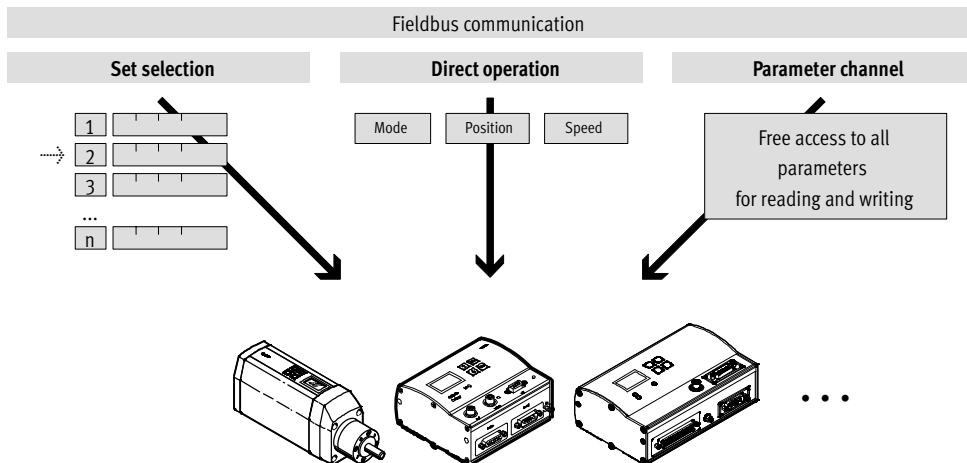 Fieldbus communication
Set selection
Direct operation
Parameter channel
1
2
3
...
n
Mode
Position
Speed
Free access to all
parameters
for reading and writing
• • •